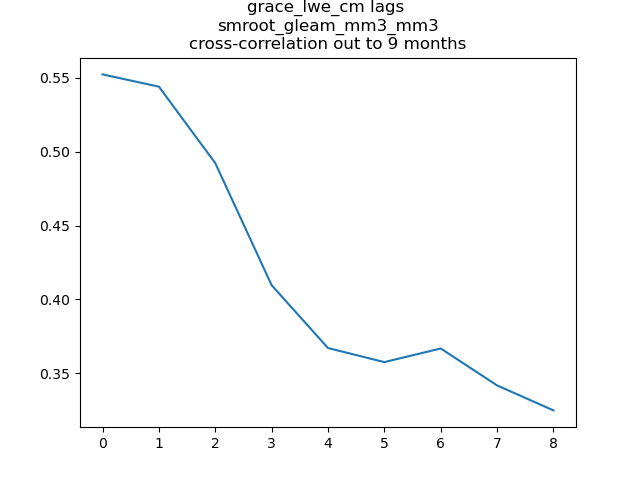 grace_lwe_cm lags
smroot_gleam_mm3_mm3
cross-correlation out to 9 months
0.55
0.50
0.45
0.40
0.35
0 1 2 3 4 5 6 7 8